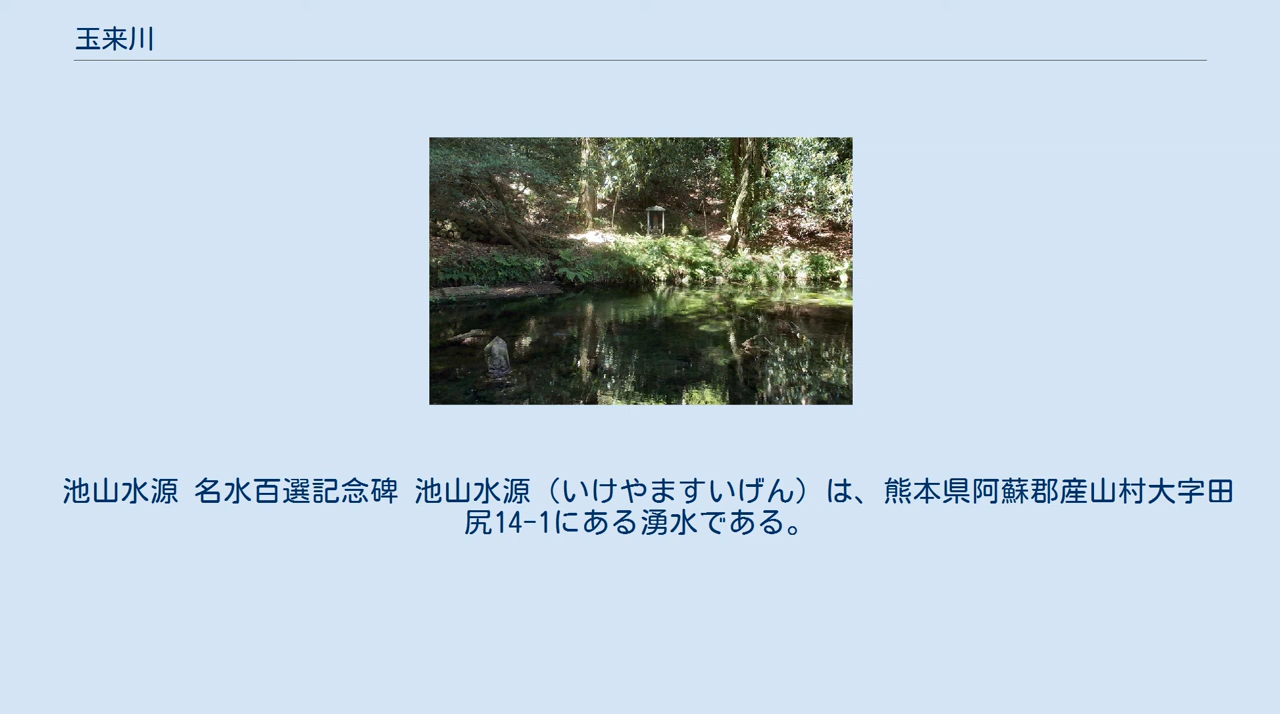 玉来川
池山水源 名水百選記念碑 池山水源（いけやますいげん）は、熊本県阿蘇郡産山村大字田
尻14-1にある湧水である。